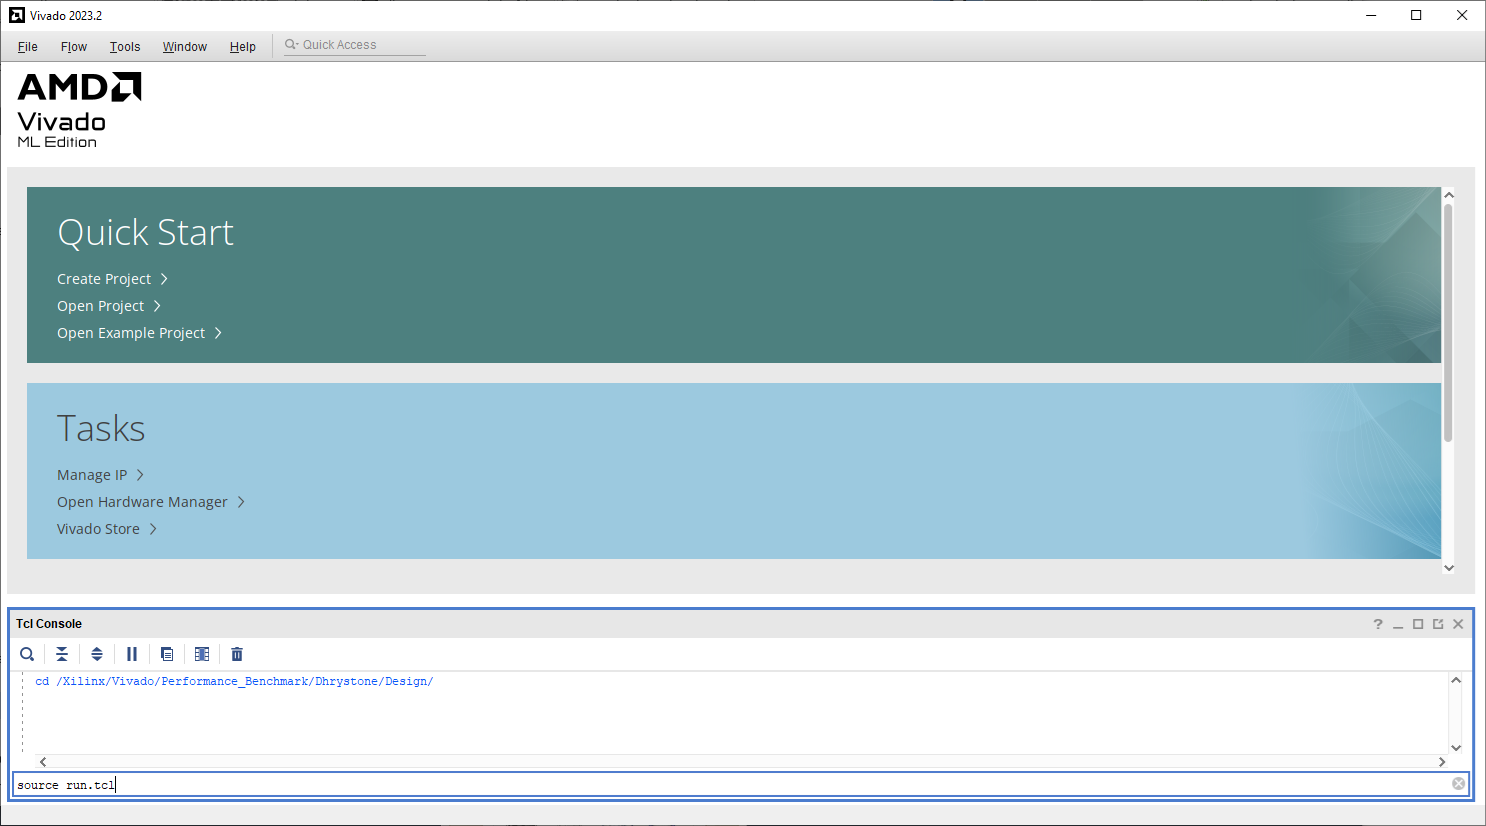 Vivado 2023.2
File Flow Tools Window Help Quick Access
AMD
Vivado
ML Edition
Quick Start
Create Project
Open Project
Open Example Project
Tasks
Manage IP
Open Hardware Manager
Vivado Store
Tcl Console
cd /Xilinx/Vivado/Performance_Benchmark/Dhrystone/Design/
source run.tcl